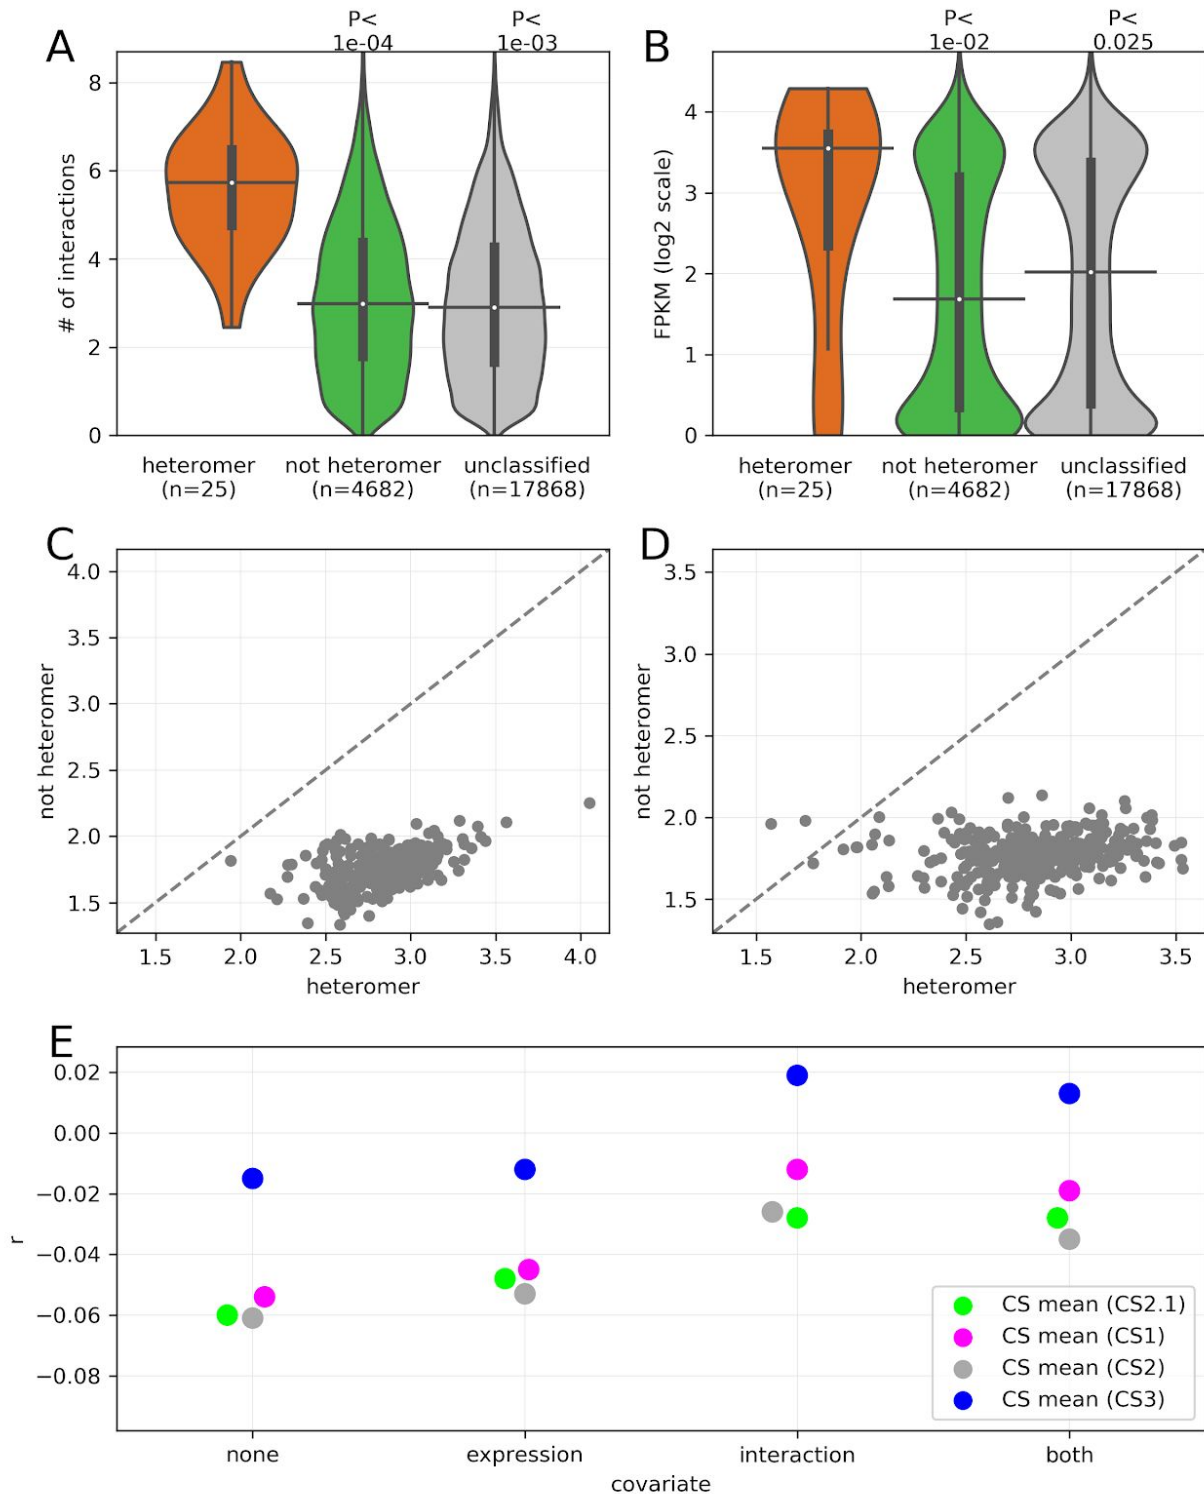 A
P<
1e-04
P<
1e-03
# of interactions
8
6
4
2
0
heteromer
(n=25)
not heteromer
(n=4682)
unclassified
(n=17868)
B
P<
1e-02
P<
0.025
FPKM (log2 scale)
4
3
2
1
0
heteromer
(n=25)
not heteromer
(n=4682)
unclassified
(n=17868)
C
not heteromer
4.0
3.5
3.0
2.5
2.0
1.5
1.5 2.0 2.5 3.0 3.5 4.0
heteromer
D
not heteromer
3.5
3.0
2.5
2.0
1.5
1.5 2.0 2.5 3.0 3.5
heteromer
E
r
0.02
0.00
−0.02
−0.04
−0.06
−0.08
CS mean (CS2.1)
CS mean (CS1)
CS mean (CS2)
CS mean (CS3)
none expression interaction both
covariate